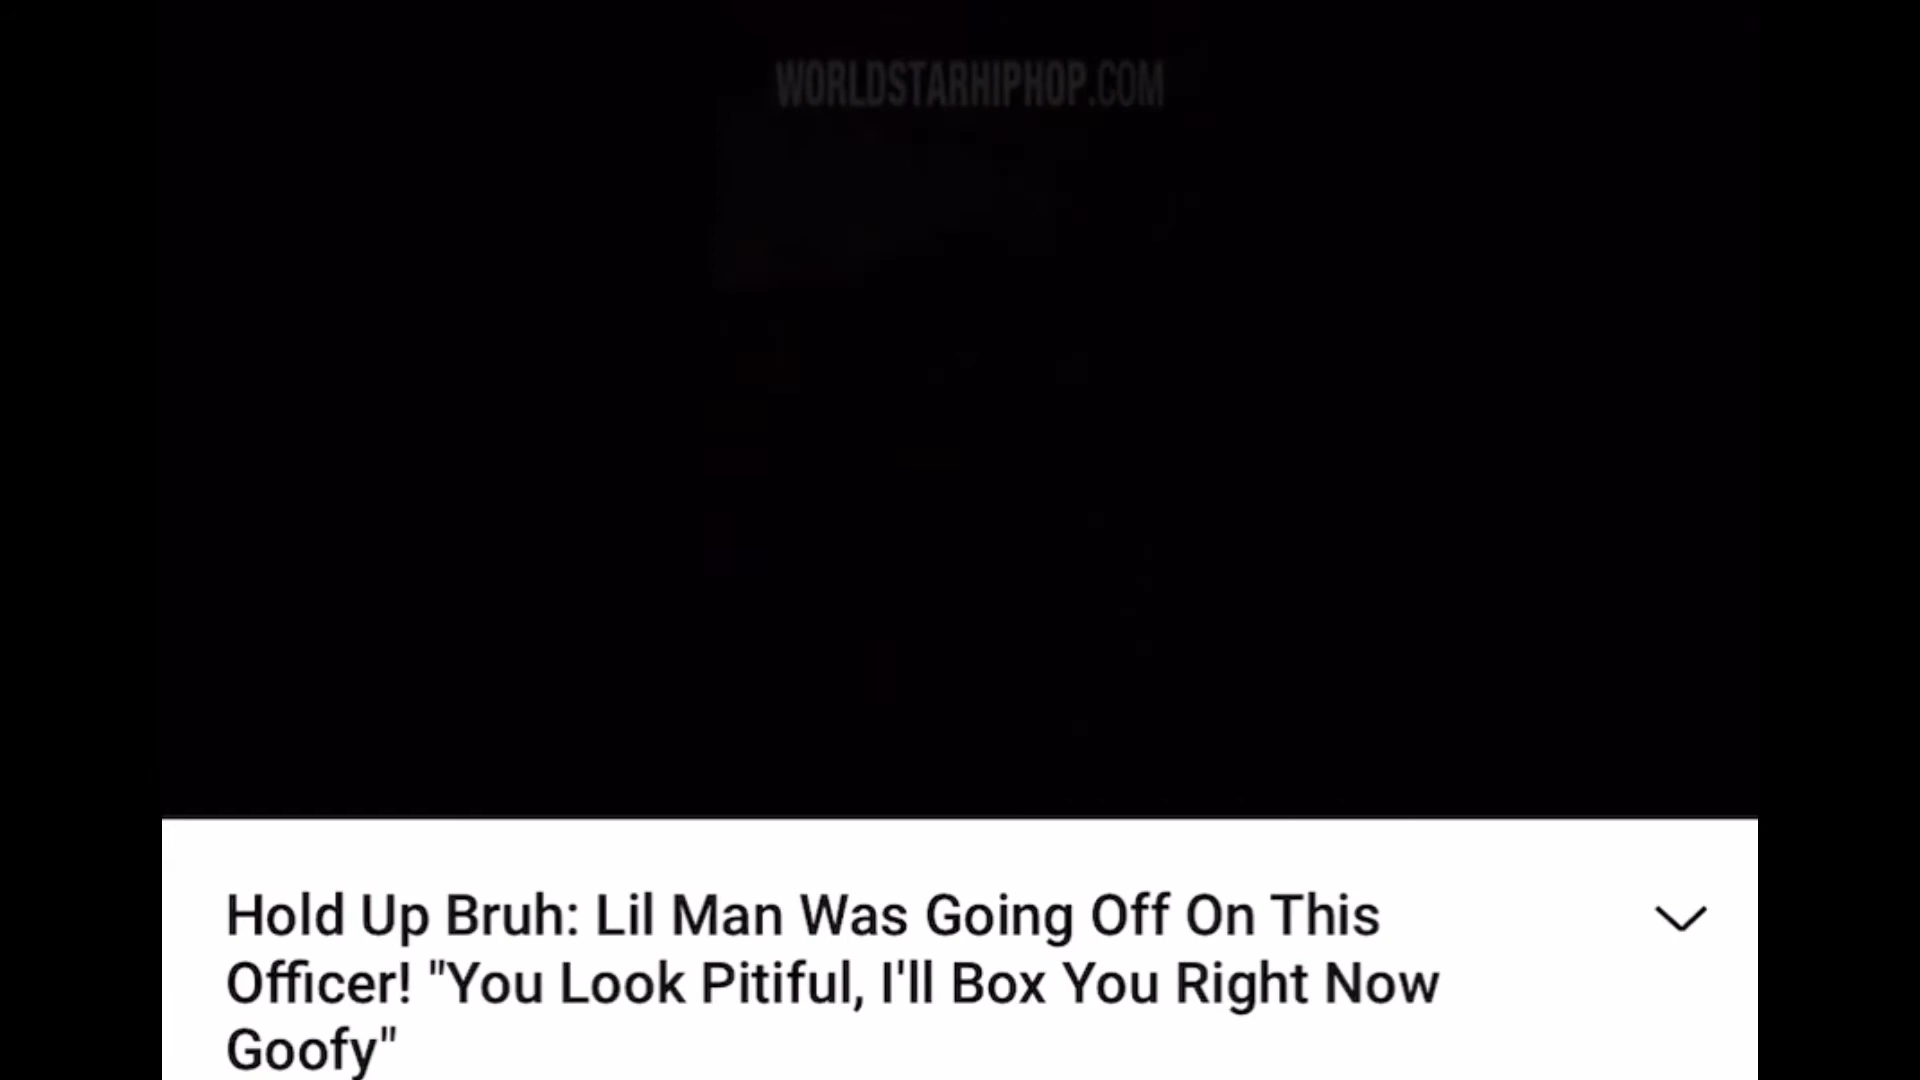 WORLDSTARHIPHOP.COM
Hold Up Bruh: Lil Man Was Going Off On This
Officer! "You Look Pitiful, I'll Box You Right Now
Goofy"